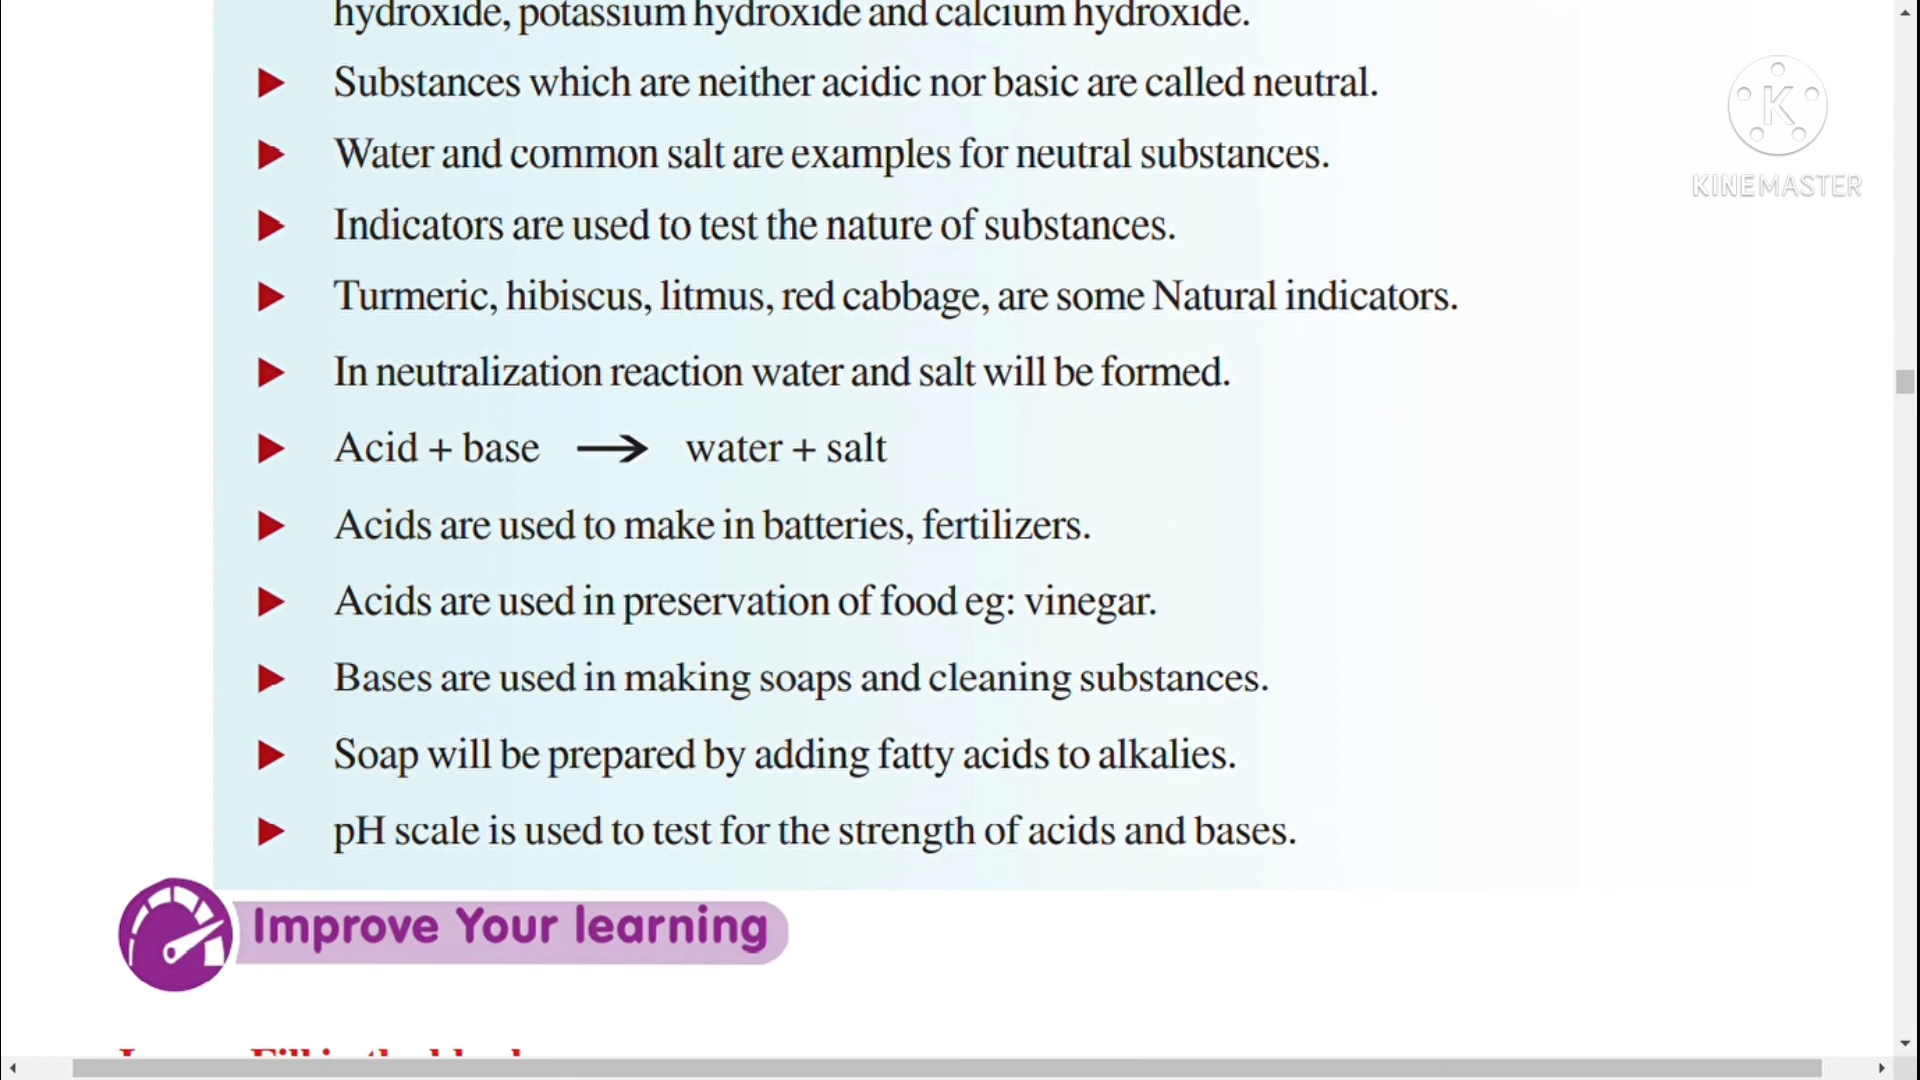 hydroxide, potassium hydroxide and calcium hydroxide.
Substances which are neither acidic nor basic are called neutral.
Water and common salt are examples for neutral substances.
Indicators are used to test the nature of substances.
Turmeric, hibiscus, litmus, red cabbage, are some Natural indicators.
In neutralization reaction water and salt will be formed.
Acid + base → water + salt
Acids are used to make in batteries, fertilizers.
Acids are used in preservation of food eg: vinegar.
Bases are used in making soaps and cleaning substances.
Soap will be prepared by adding fatty acids to alkalies.
pH scale is used to test for the strength of acids and bases.
Improve Your learning
K
KINEMASTER